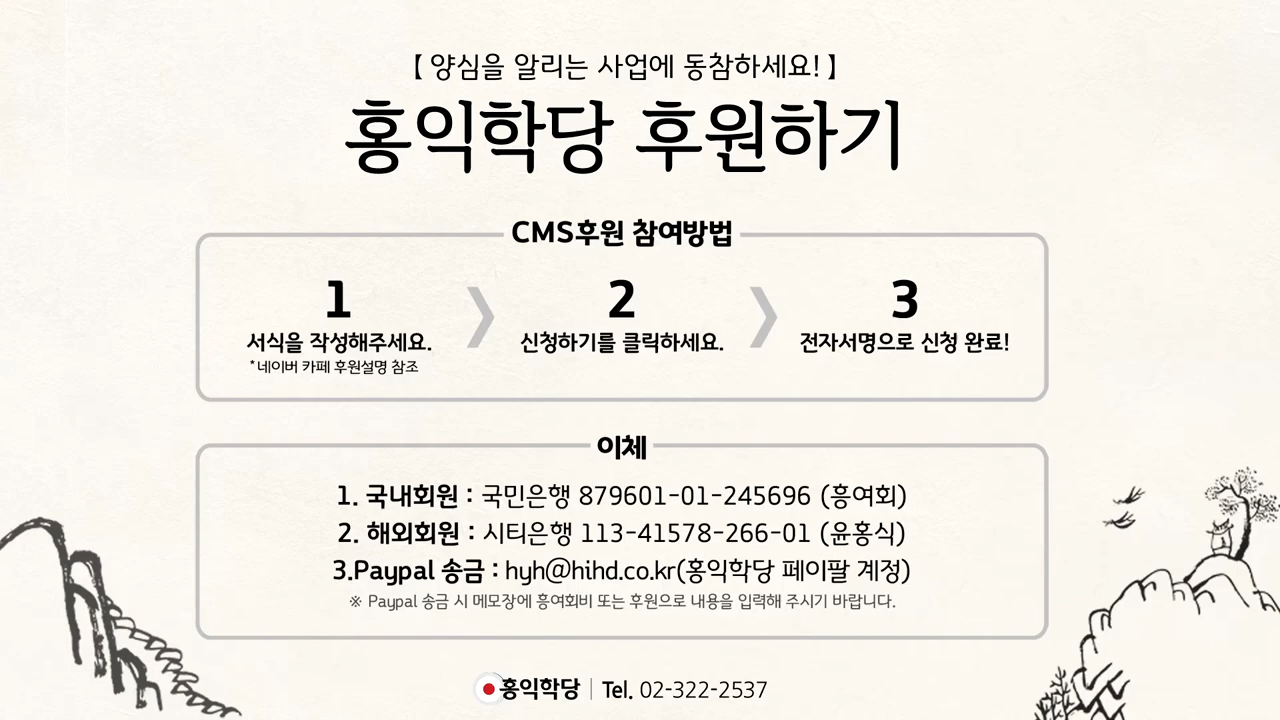 【 양심을 알리는 사업에 동참하세요! 】
홍익학당 후원하기
CMS후원 참여방법
1
서식을 작성해주세요.
*네이버 카페 후원설명 참조
2
신청하기를 클릭하세요.
3
전자서명으로 신청 완료!
이체
1. 국내회원 : 국민은행 879601-01-245696 (흥여회)
2. 해외회원 : 시티은행 113-41578-266-01 (윤홍식)
3.Paypal 송금 : hyh@hihd.co.kr(홍익학당 페이팔 계정)
※ Paypal 송금 시 메모장에 흥여회비 또는 후원으로 내용을 입력해 주시기 바랍니다.
홍익학당 | Tel. 02-322-2537